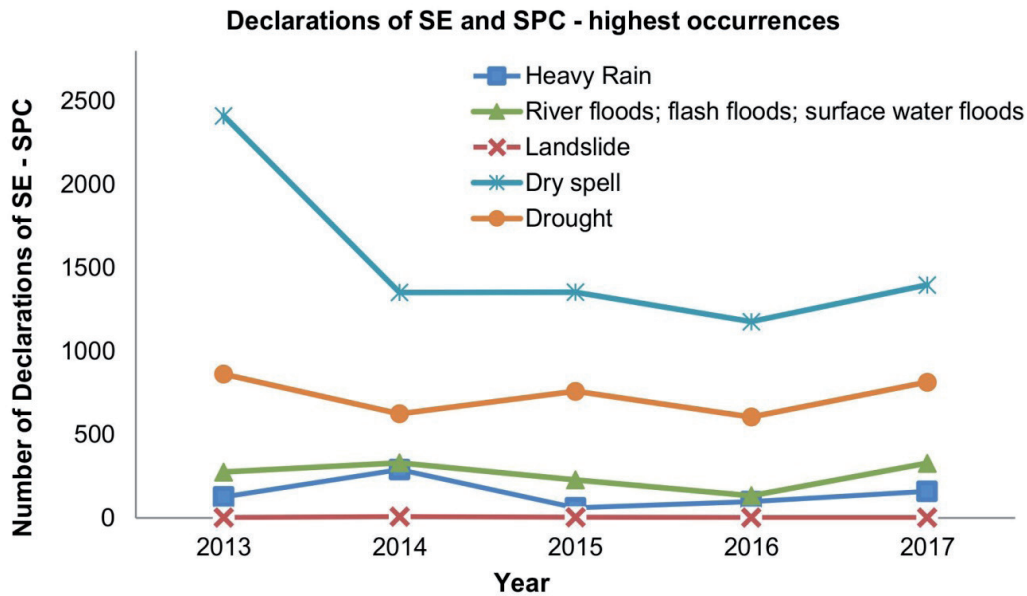 Declarations of SE and SPC - highest occurrences
Heavy Rain
River floods; flash floods; surface water floods
Landslide
Dry spell
Drought
Number of Declarations of SE - SPC
2500
2000
1500
1000
500
0
2013 2014 2015 2016 2017
Year